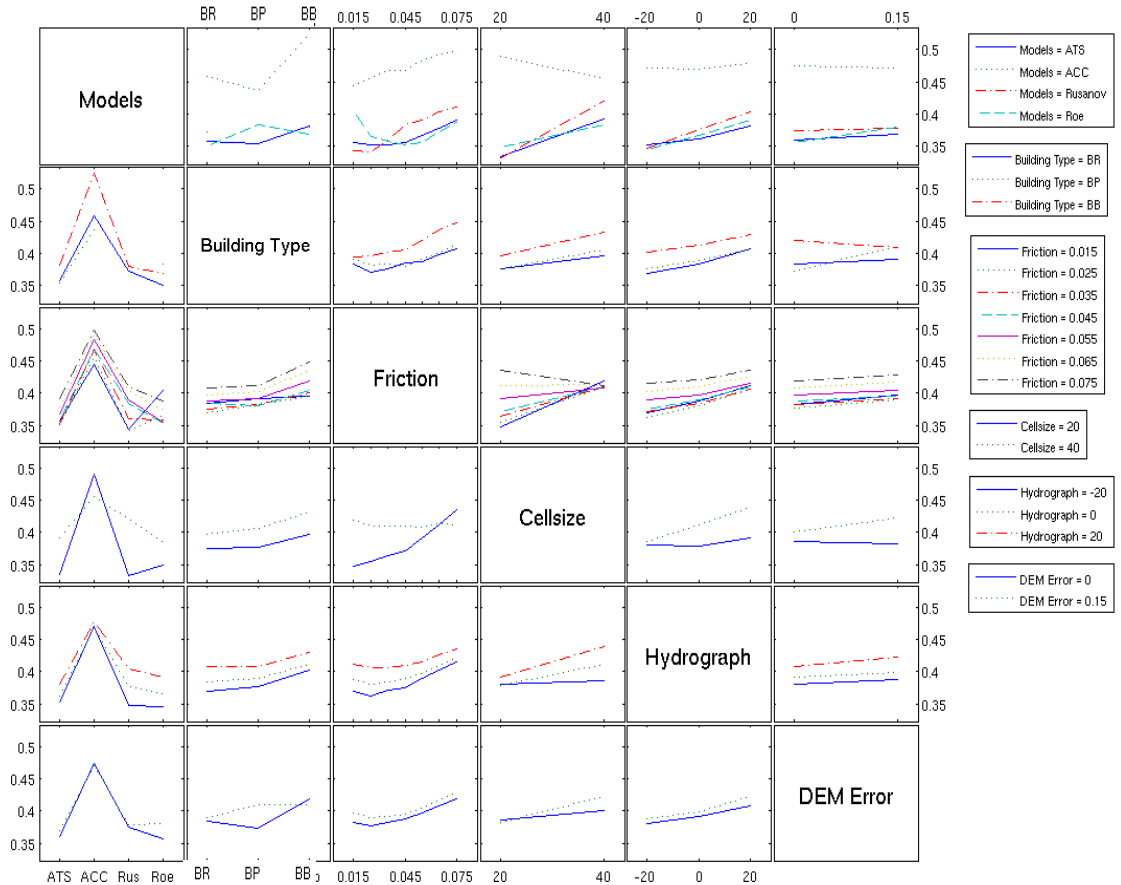 BR BP BB 0.015 0.045 0.075 20 40 -20 0 20 0 0.15
Models
0.5
0.45
0.4
0.35
Models = ATS
Models = ACC
Models = Rusanov
Models = Roe
0.5
0.45
0.4
0.35
Building Type
Building Type = BR
Building Type = BP
Building Type = BB
0.5
0.45
0.4
0.35
Friction
0.5
0.45
0.4
0.35
Friction = 0.015
Friction = 0.025
Friction = 0.035
Friction = 0.045
Friction = 0.055
Friction = 0.065
Friction = 0.075
0.5
0.45
0.4
0.35
Cellsize
0.5
0.45
0.4
0.35
Cellsize = 20
Cellsize = 40
0.5
0.45
0.4
0.35
Hydrograph
0.5
0.45
0.4
0.35
Hydrograph = -20
Hydrograph = 0
Hydrograph = 20
0.5
0.45
0.4
0.35
DEM Error
DEM Error = 0
DEM Error = 0.15
ATS ACC Rus Roe BR BP BB 0.015 0.045 0.075 20 40 -20 0 20 0 0.15